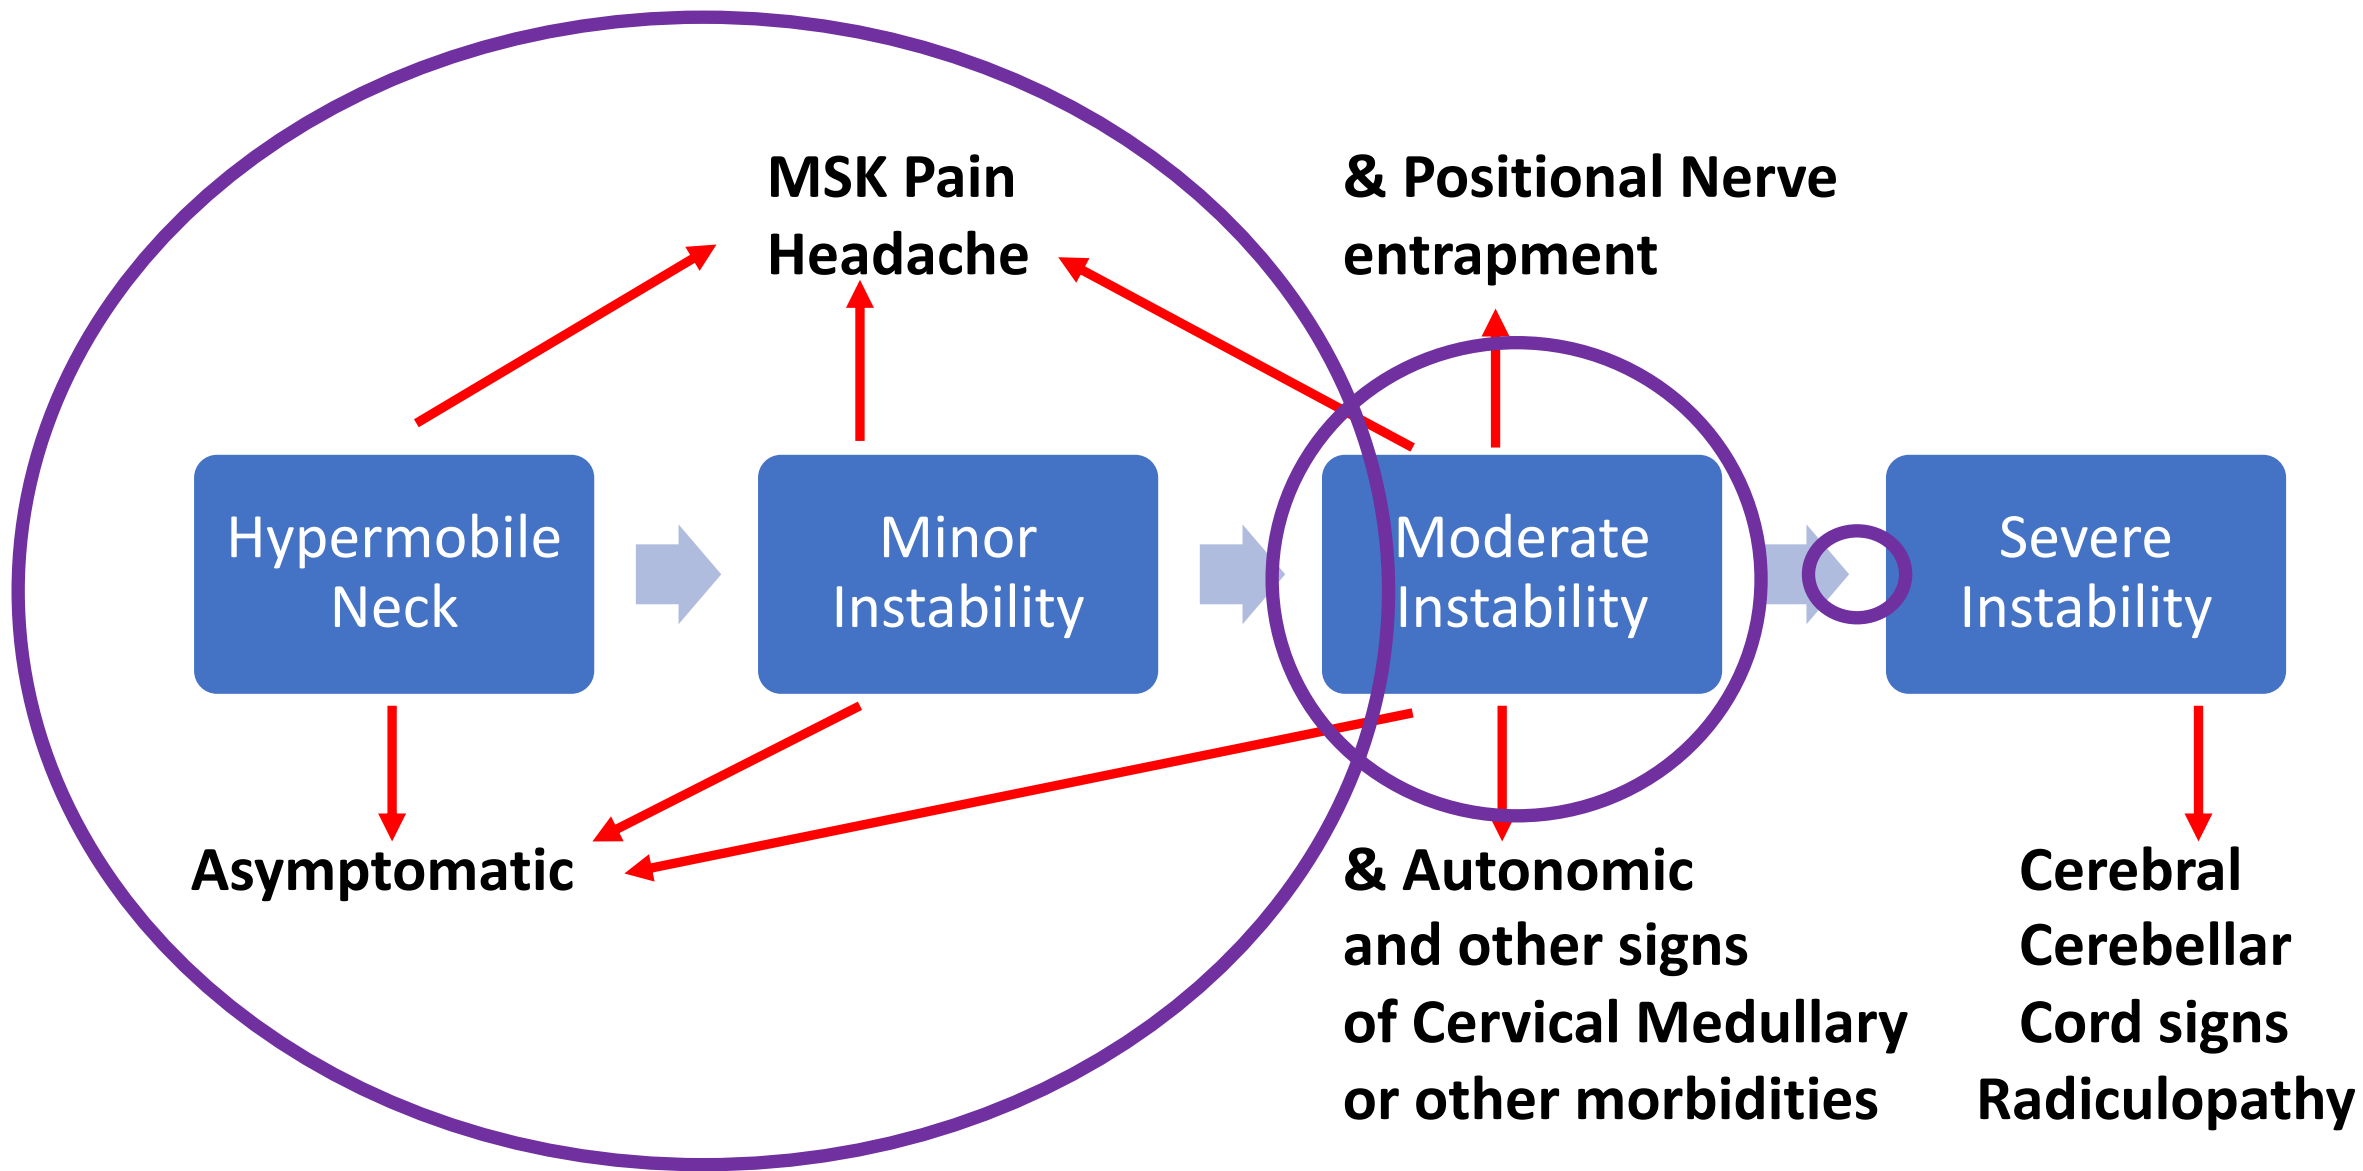 MSK Pain
Headache
& Positional Nerve
entrapment
Hypermobile
Neck
Minor
Instability
Moderate
Instability
Severe
Instability
Asymptomatic
& Autonomic
and other signs
of Cervical Medullary
or other morbidities
Cerebral
Cerebellar
Cord signs
Radiculopathy